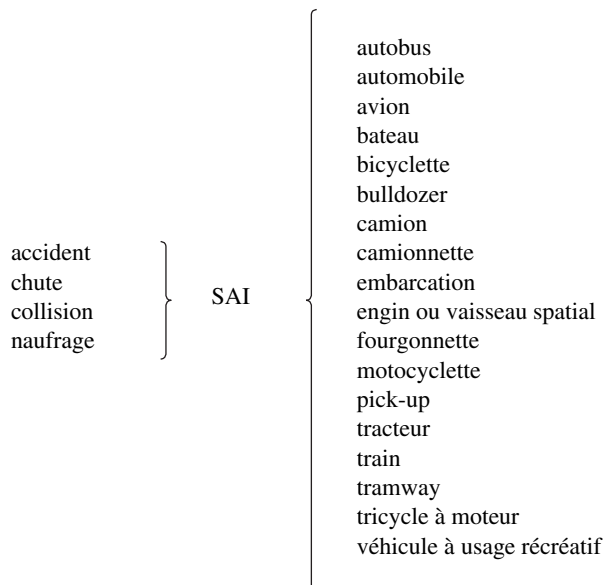 accident
chute
collision
naufrage
SAI
autobus
automobile
avion
bateau
bicyclette
bulldozer
camion
camionnette
embarcation
engin ou vaisseau spatial
fourgonnette
motocyclette
pick-up
tracteur
train
tramway
tricycle à moteur
véhicule à usage récréatif